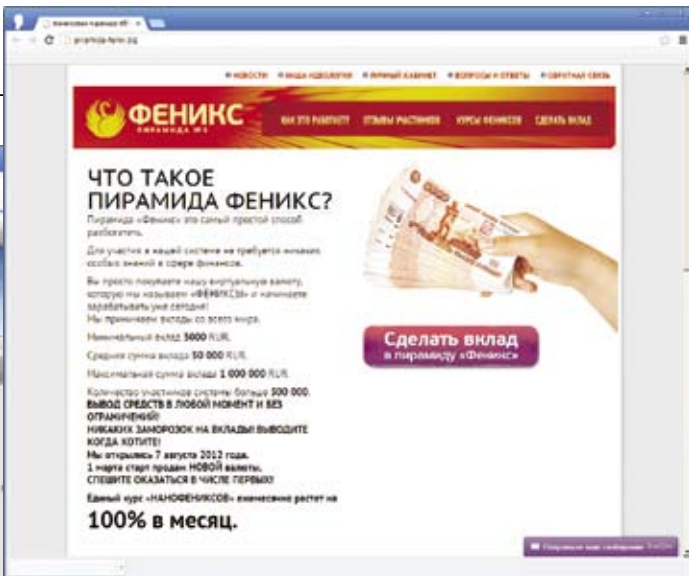 НОВОСТИ НАША ИДЕОЛОГИЯ ЛИЧНЫЙ КАБИНЕТ ВОПРОСЫ И ОТВЕТЫ ОБРАТНАЯ СВЯЗЬ
ФЕНИКС
КАК ЭТО РАБОТАЕТ? ОТЗЫВЫ УЧАСТНИКОВ КУРСЫ ФЕНИКСОВ СДЕЛАТЬ ВКЛАД
ПИРАМИДА №1
ЧТО ТАКОЕ
ПИРАМИДА ФЕНИКС?
Пирамида «Феникс» это самый простой способ
разбогатеть.
Для участия в нашей системе не требуется никаких
особых знаний в сфере финансов.
Вы просто покупаете нашу виртуальную валюту,
которую мы называем «ФЕНИКСЫ» и начинаете
зарабатывать уже сегодня!
Мы принимаем вклады со всего мира.
Минимальный вклад 5000 RUR.
Средняя сумма вклада 50 000 RUR.
Максимальная сумма вклада 1 000 000 RUR.
Количество участников системы больше 500 000.
ВЫВОД СРЕДСТВ В ЛЮБОЙ МОМЕНТ И БЕЗ
ОГРАНИЧЕНИЙ!
НИКАКИХ ЗАМОРОЗОК НА ВКЛАДЫ! ВЫВОДИТЕ
КОГДА ХОТИТЕ!
Мы открылись 7 августа 2012 года.
1 марта старт продаж НОВОЙ валюты,
СПЕШИТЕ ОКАЗАТЬСЯ В ЧИСЛЕ ПЕРВЫХ!
Единый курс «НАНОФЕНИКСОВ» ежемесячно растет на
100% в месяц.
Сделать вклад
в пирамиду «Феникс»